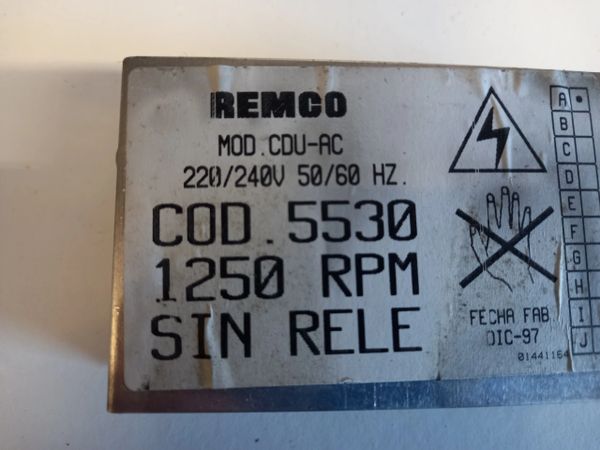 REMCO
MOD.CDU-AC
220/240V 50/60 HZ.
COD.5530
1250 RPM
SIN RELE
FECHA FAB.
DIC-97
01441164
A
B
C
D
E
F
G
H
I
J